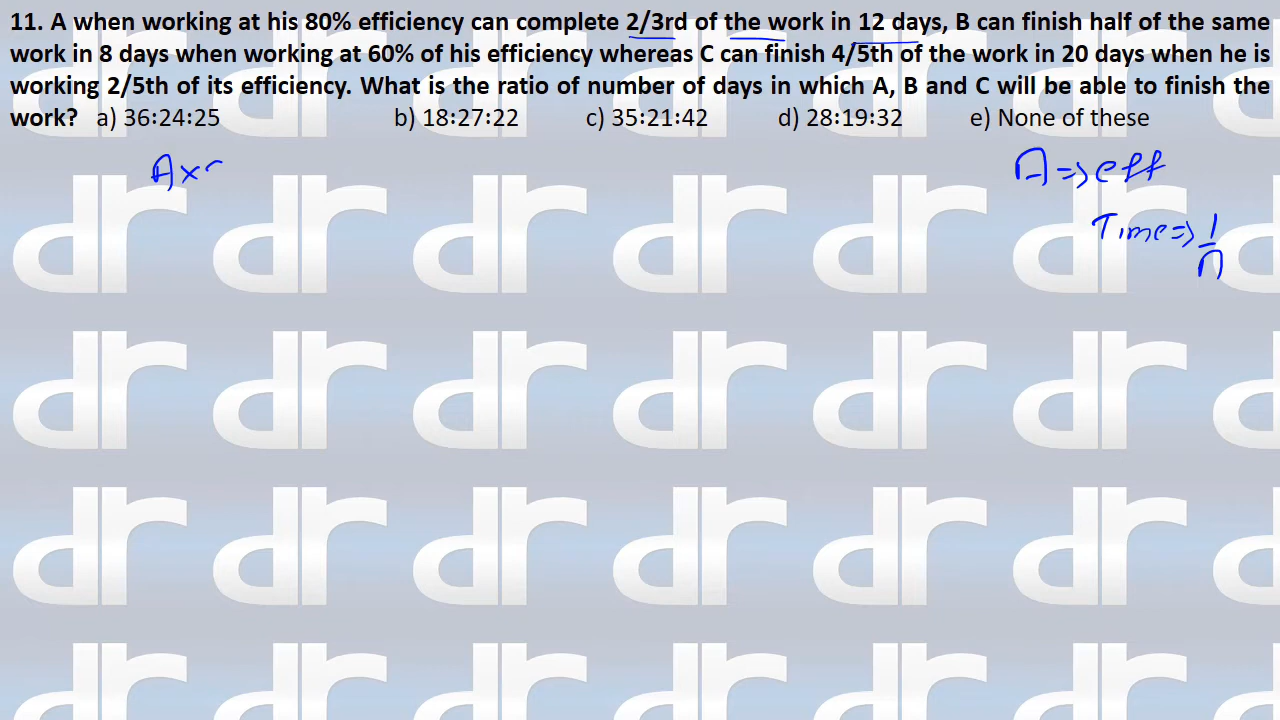 11. A when working at his 80% efficiency can complete 2/3rd of the work in 12 days, B can finish half of the same
work in 8 days when working at 60% of his efficiency whereas C can finish 4/5th of the work in 20 days when he is
working 2/5th of its efficiency. What is the ratio of number of days in which A, B and C will be able to finish the
work? a) 36:24:25 b) 18:27:22 c) 35:21:42 d) 28:19:32 e) None of these
A ×
A => eff
Time => 1/A